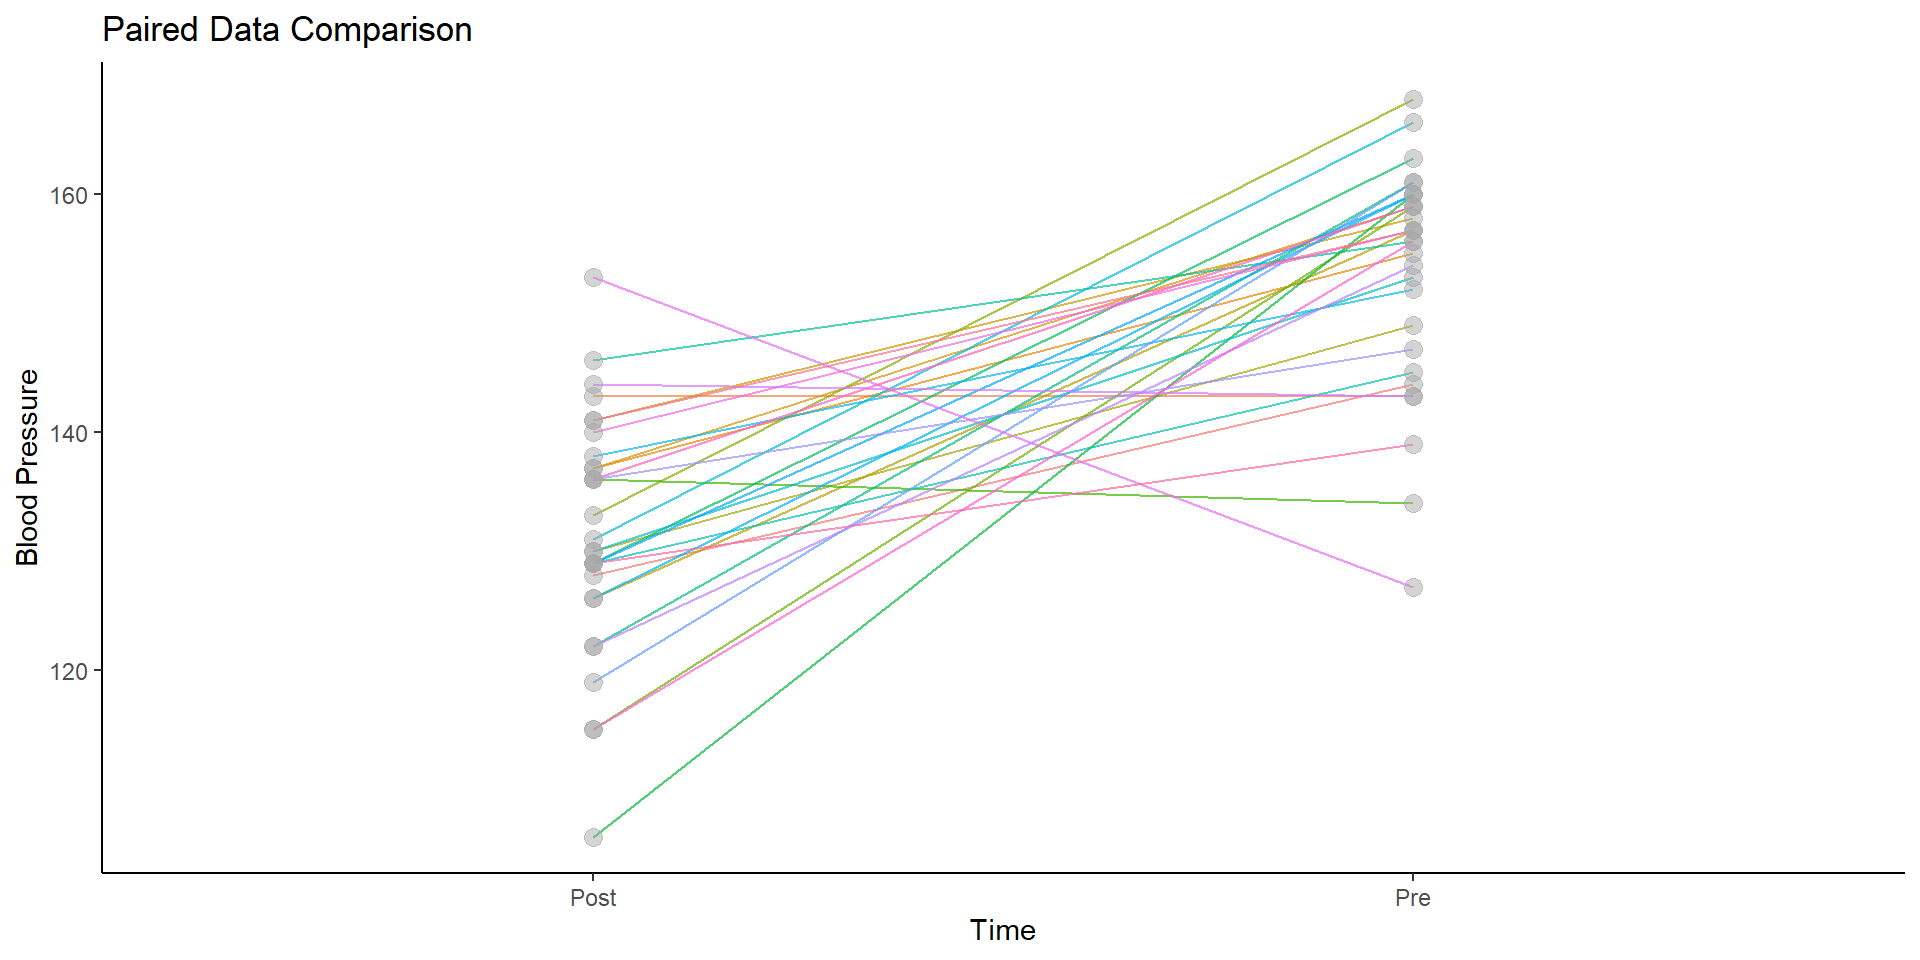 Paired Data Comparison
Blood Pressure
160
140
120
Post
Pre
Time